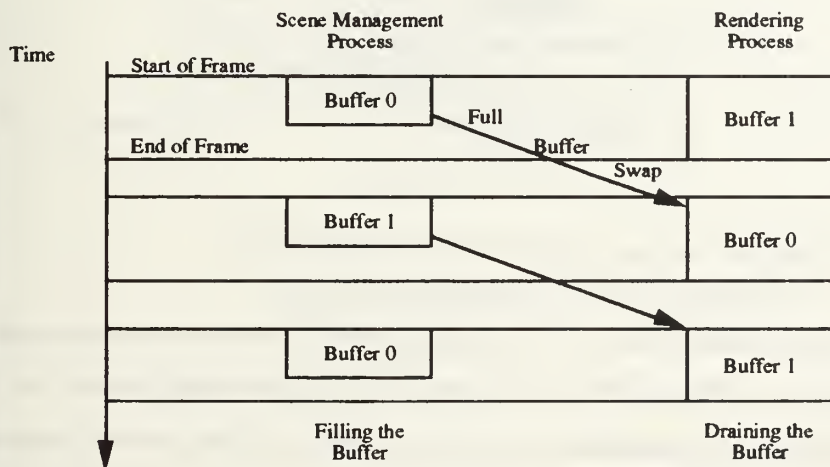 Scene Management
Process
Rendering
Process
Time
Start of Frame
Buffer 0
Full
Buffer 1
End of Frame
Buffer
Swap
Buffer 1
Buffer 0
Buffer 0
Buffer 1
Filling the
Buffer
Draining the
Buffer